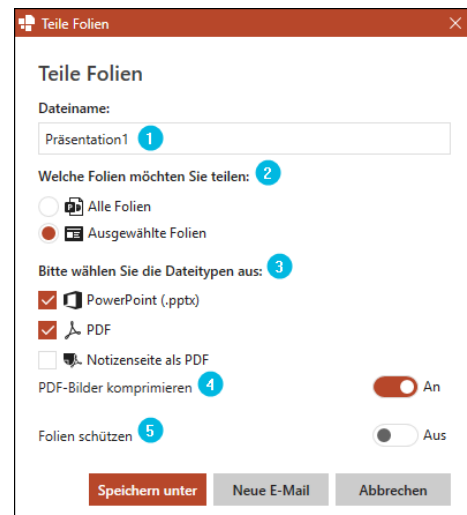 Teile Folien
Teile Folien
Dateiname:
Präsentation1 1
Welche Folien möchten Sie teilen: 2
Alle Folien
Ausgewählte Folien
Bitte wählen Sie die Dateitypen aus: 3
PowerPoint (.pptx)
PDF
Notizenseite als PDF
PDF-Bilder komprimieren 4 An
Folien schützen 5 Aus
Speichern unter Neue E-Mail Abbrechen